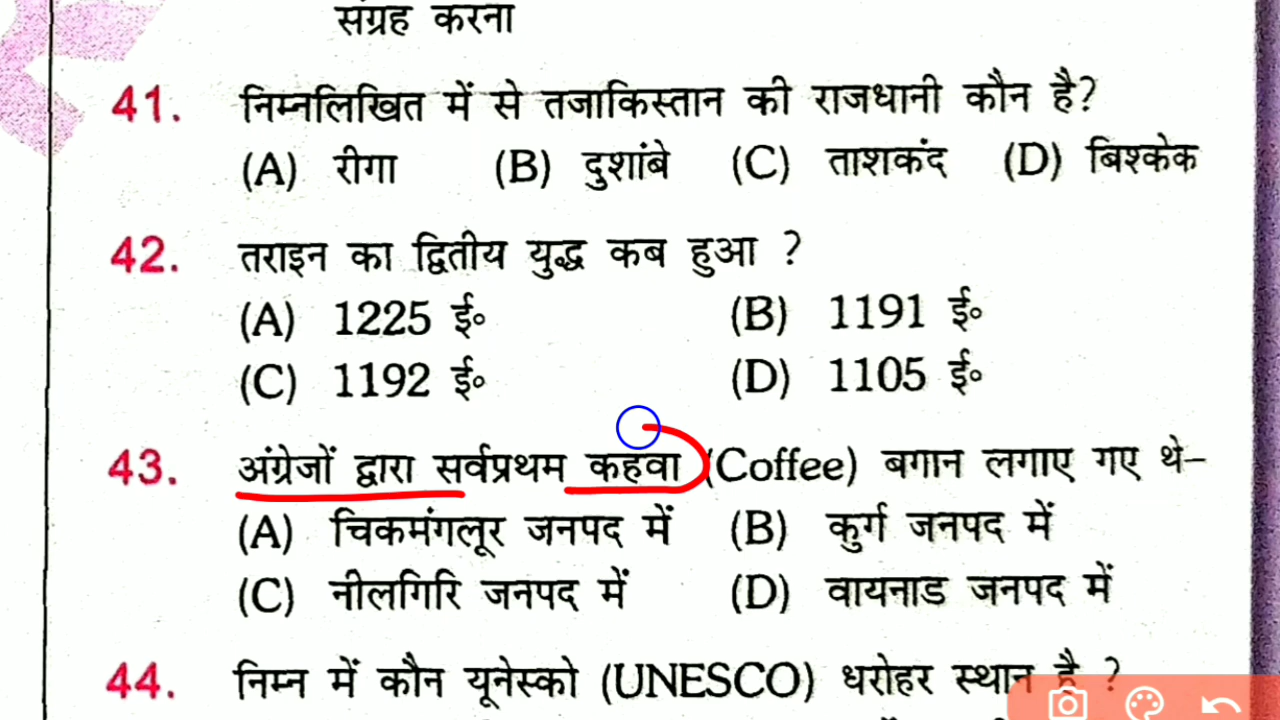 संग्रह करना
41. निम्नलिखित में से तजाकिस्तान की राजधानी कौन है?
(A) रीगा (B) दुशांबे (C) ताशकंद (D) बिश्केक
42. तराइन का द्वितीय युद्ध कब हुआ ?
(A) 1225 ई० (B) 1191 ई०
(C) 1192 ई० (D) 1105 ई०
43. अंग्रेजों द्वारा सर्वप्रथम कहवा (Coffee) बगान लगाए गए थे–
(A) चिकमंगलूर जनपद में (B) कुर्ग जनपद में
(C) नीलगिरि जनपद में (D) वायनाड जनपद में
44. निम्न में कौन यूनेस्को (UNESCO) धरोहर स्थान है ?